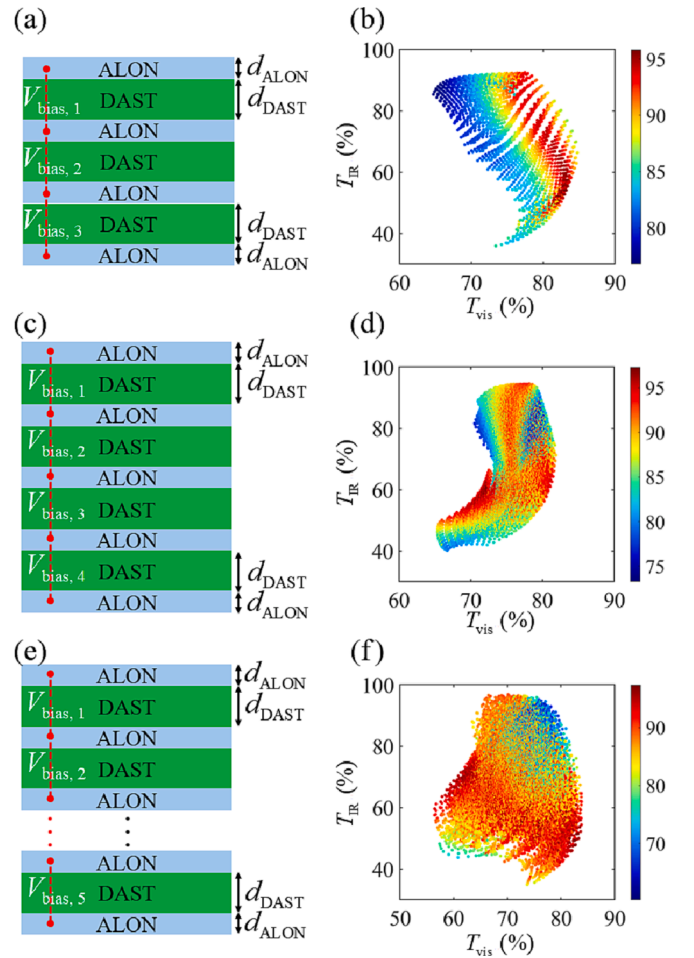 (a)
ALON
d_ALON
V_bias, 1
DAST
d_DAST
ALON
V_bias, 2
DAST
ALON
V_bias, 3
DAST
d_DAST
ALON
d_ALON
(b)
100
80
60
40
T_IR (%)
60 70 80 90
T_vis (%)
95
90
85
80
(c)
ALON
d_ALON
V_bias, 1
DAST
d_DAST
ALON
V_bias, 2
DAST
ALON
V_bias, 3
DAST
ALON
V_bias, 4
DAST
d_DAST
ALON
d_ALON
(d)
100
80
60
40
T_IR (%)
60 70 80 90
T_vis (%)
95
90
85
80
75
(e)
ALON
d_ALON
V_bias, 1
DAST
d_DAST
ALON
V_bias, 2
DAST
ALON
ALON
V_bias, 5
DAST
d_DAST
ALON
d_ALON
(f)
100
80
60
40
T_IR (%)
50 60 70 80 90
T_vis (%)
90
80
70